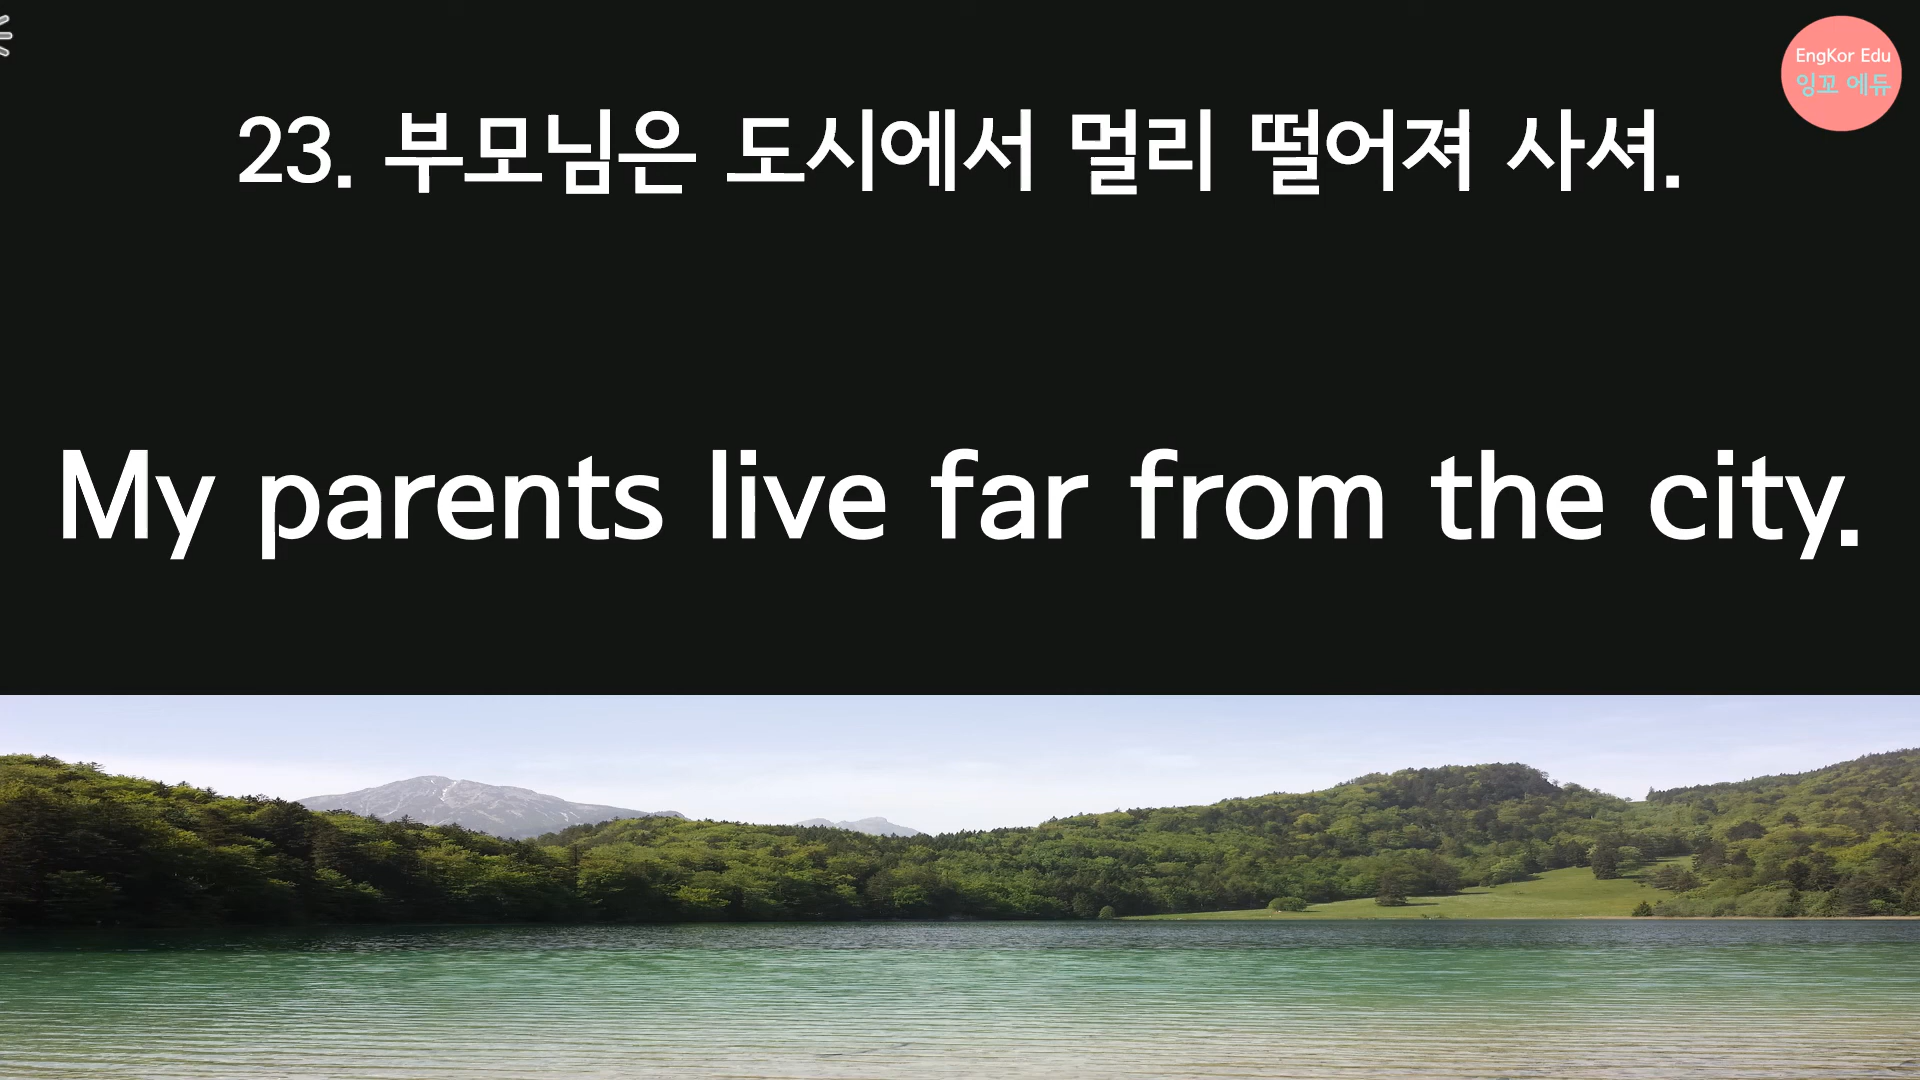 EngKor Edu
잉꼬 에듀
23. 부모님은 도시에서 멀리 떨어져 사셔.
My parents live far from the city.